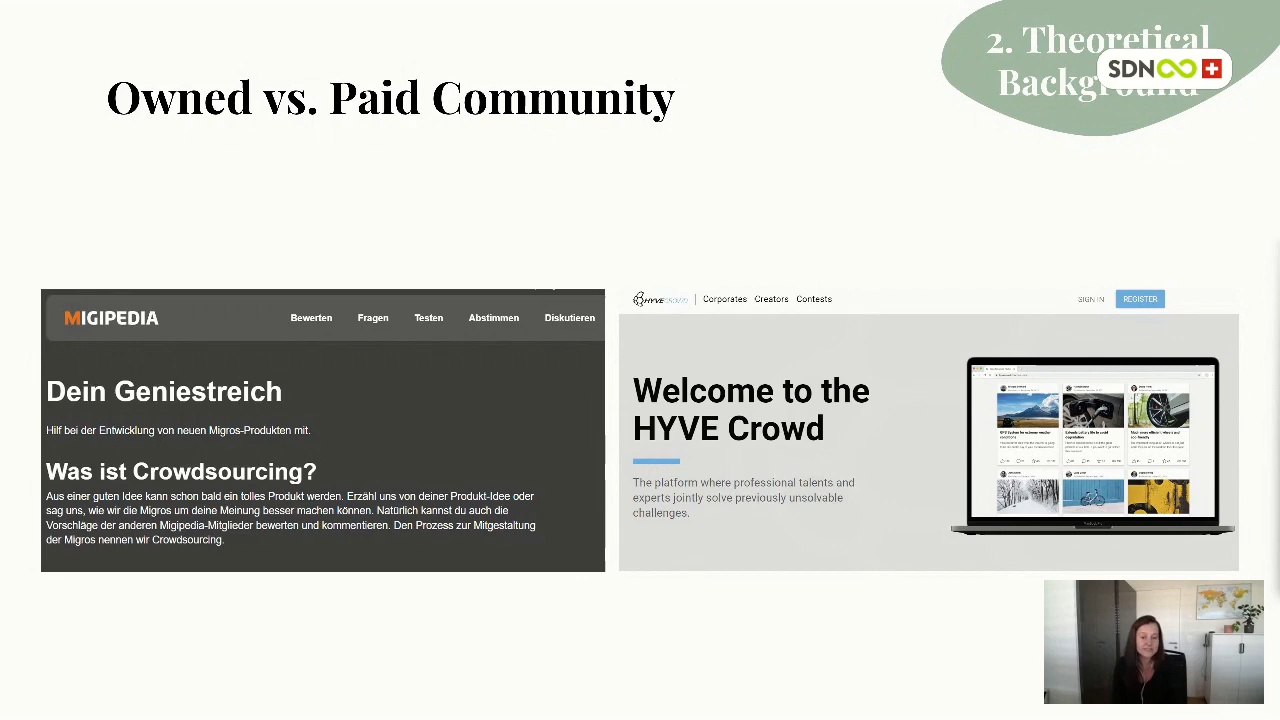 2. Theoretical
Background
SDN
Owned vs. Paid Community
MIGIPEDIA
Bewerten Fragen Testen Abstimmen Diskutieren
Dein Geniestreich
Hilf bei der Entwicklung von neuen Migros-Produkten mit.
Was ist Crowdsourcing?
Aus einer guten Idee kann schon bald ein tolles Produkt werden. Erzähl uns von deiner Produkt-Idee oder
sag uns, wie wir die Migros um deine Meinung besser machen können. Natürlich kannst du auch die
Vorschläge der anderen Migipedia-Mitglieder bewerten und kommentieren. Den Prozess zur Mitgestaltung
der Migros nennen wir Crowdsourcing.
HYVECROWD Corporates Creators Contests SIGN IN REGISTER
Welcome to the
HYVE Crowd
The platform where professional talents and
experts jointly solve previously unsolvable
challenges.